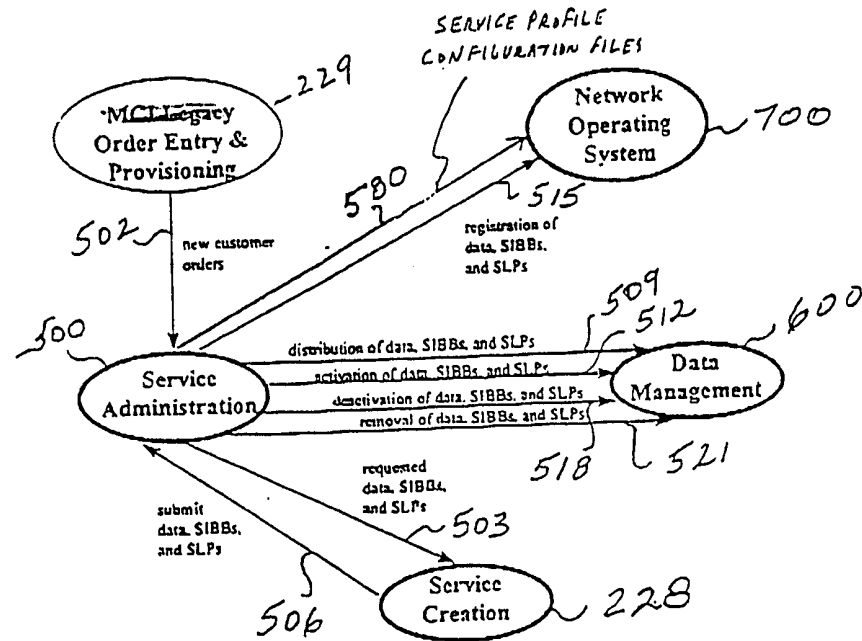 SERVICE PROFILE
CONFIGURATION FILES
229
MCI Legacy
Order Entry &
Provisioning
Network
Operating
System
700
580
515
502
new customer
orders
registration of
data, SIBBs,
and SLPs
509
512
600
500
distribution of data, SIBBs, and SLPs
Service
Administration
activation of data, SIBBs, and SLPs
deactivation of data, SIBBs, and SLPs
removal of data, SIBBs, and SLPs
Data
Management
518
521
requested
data, SIBBs,
and SLPs
submit
data, SIBBs,
and SLPs
503
506
Service
Creation
228